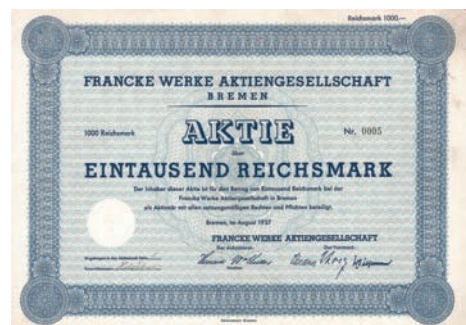 Reichsmark 1000.—
FRANCKE WERKE AKTIENGESELLSCHAFT
BREMEN
1000 Reichsmark
AKTIE
Nr. 0005
über
EINTAUSEND REICHSMARK
Der Inhaber dieser Aktie ist für den Betrag von Eintausend Reichsmark bei der
Francke Werke Aktiengesellschaft in Bremen
als Aktionär mit allen satzungsmäßigen Rechten und Pflichten beteiligt.
Bremen, im August 1937
FRANCKE WERKE AKTIENGESELLSCHAFT
Der Aufsichtsrat:
Der Vorstand: